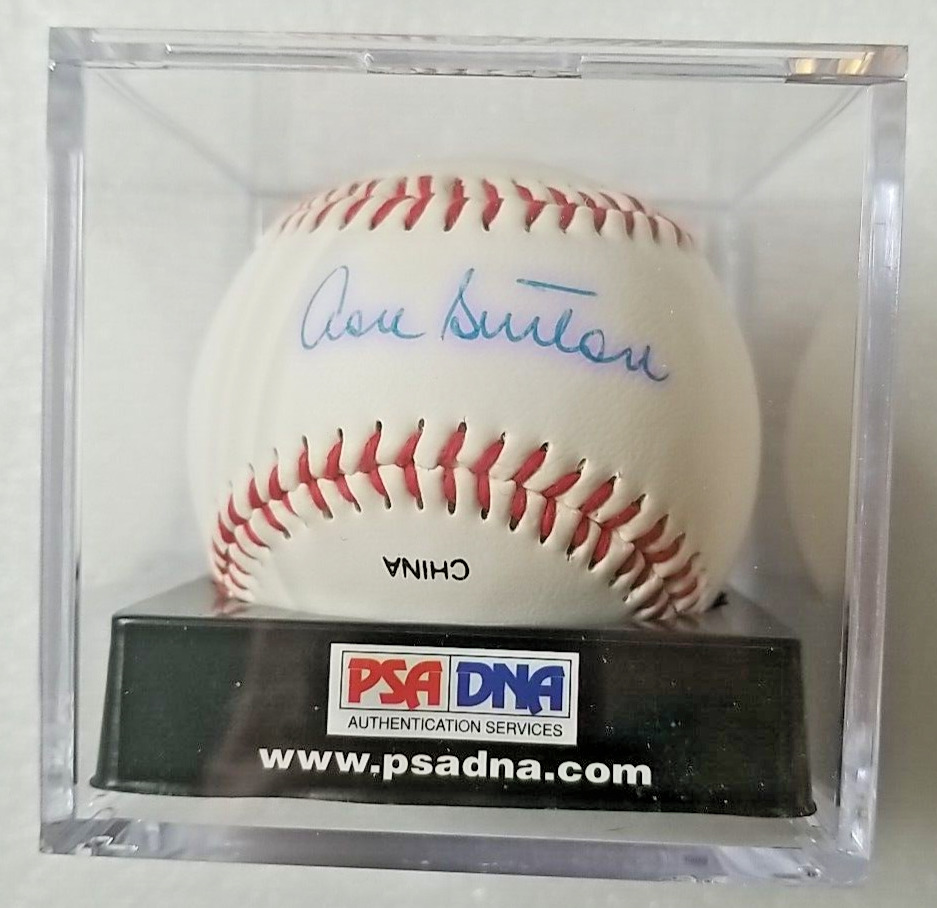 Don Sutton
CHINA
PSA DNA
AUTHENTICATION SERVICES
www.psadna.com